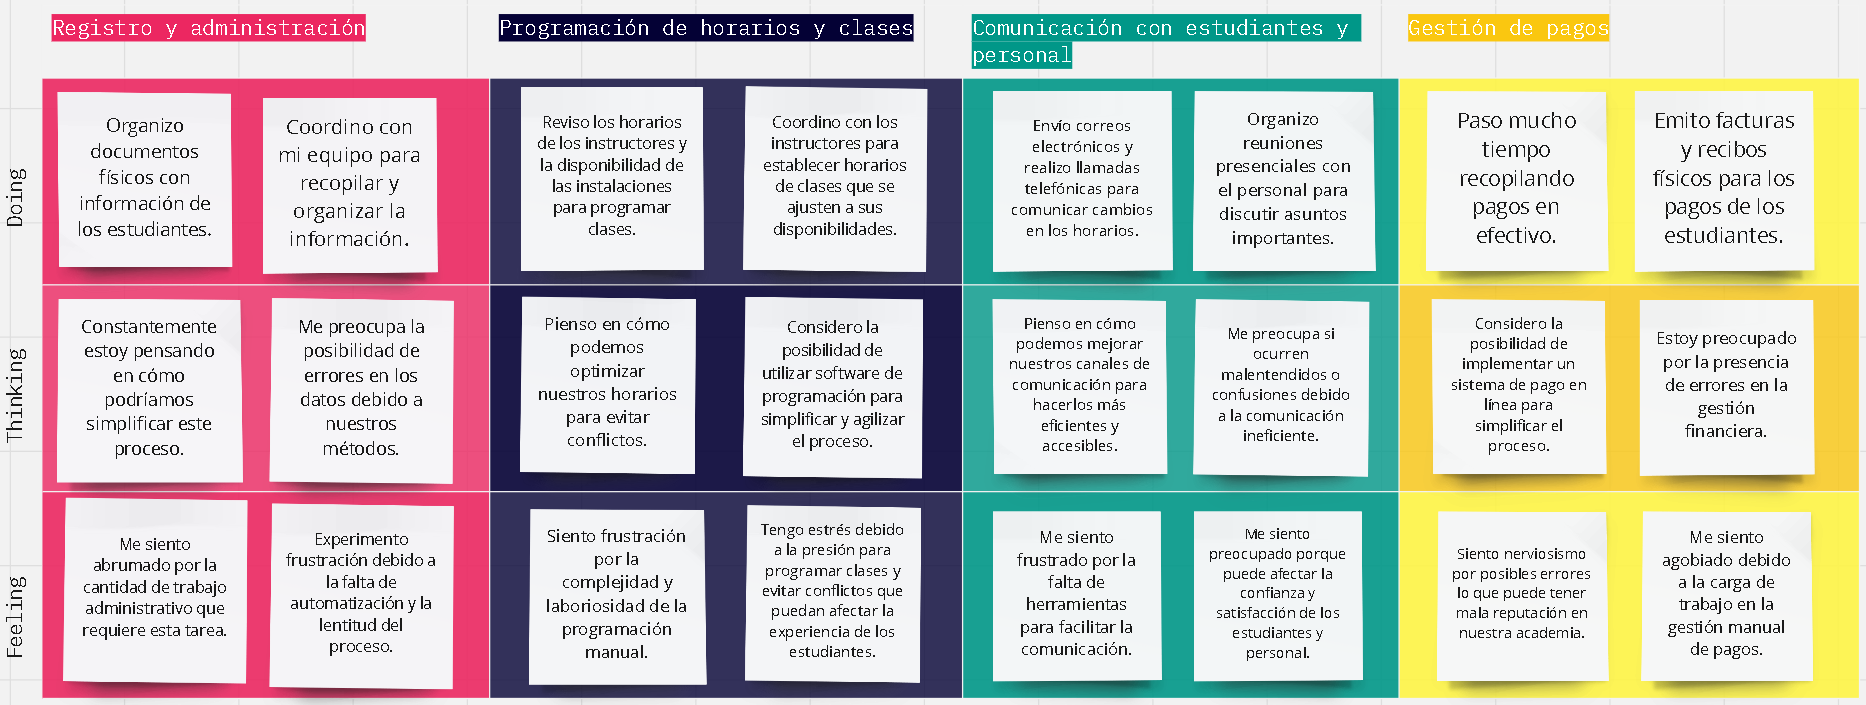 Registro y administración
Programación de horarios y clases
Comunicación con estudiantes y
personal
Gestión de pagos
Doing
Organizo
documentos
físicos con
información de
los estudiantes.
Coordino con
mi equipo para
recopilar y
organizar la
información.
Reviso los horarios
de los instructores y
la disponibilidad de
las instalaciones
para programar
clases.
Coordino con los
instructores para
establecer horarios
de clases que se
ajusten a sus
disponibilidades.
Envío correos
electrónicos y
realizo llamadas
telefónicas para
comunicar cambios
en los horarios.
Organizo
reuniones
presenciales con
el personal para
discutir asuntos
importantes.
Paso mucho
tiempo
recopilando
pagos en
efectivo.
Emito facturas
y recibos
físicos para los
pagos de los
estudiantes.
Thinking
Constantemente
estoy pensando
en cómo
podríamos
simplificar este
proceso.
Me preocupa la
posibilidad de
errores en los
datos debido a
nuestros
métodos.
Pienso en cómo
podemos
optimizar
nuestros horarios
para evitar
conflictos.
Considero la
posibilidad de
utilizar software de
programación para
simplificar y agilizar
el proceso.
Pienso en cómo
podemos mejorar
nuestros canales de
comunicación para
hacerlos más
eficientes y
accesibles.
Me preocupa si
ocurren
malentendidos o
confusiones debido
a la comunicación
ineficiente.
Considero la
posibilidad de
implementar un
sistema de pago en
línea para
simplificar el
proceso.
Estoy preocupado
por la presencia
de errores en la
gestión
financiera.
Feeling
Me siento
abrumado por la
cantidad de trabajo
administrativo que
requiere esta tarea.
Experimento
frustración debido a
la falta de
automatización y la
lentitud del
proceso.
Siento frustración
por la
complejidad y
laboriosidad de la
programación
manual.
Tengo estrés debido
a la presión para
programar clases y
evitar conflictos que
puedan afectar la
experiencia de los
estudiantes.
Me siento
frustrado por la
falta de
herramientas
para facilitar la
comunicación.
Me siento
preocupado porque
puede afectar la
confianza y
satisfacción de los
estudiantes y
personal.
Siento nerviosismo
por posibles errores
lo que puede tener
mala reputación en
nuestra academia.
Me siento
agobiado debido
a la carga de
trabajo en la
gestión manual
de pagos.